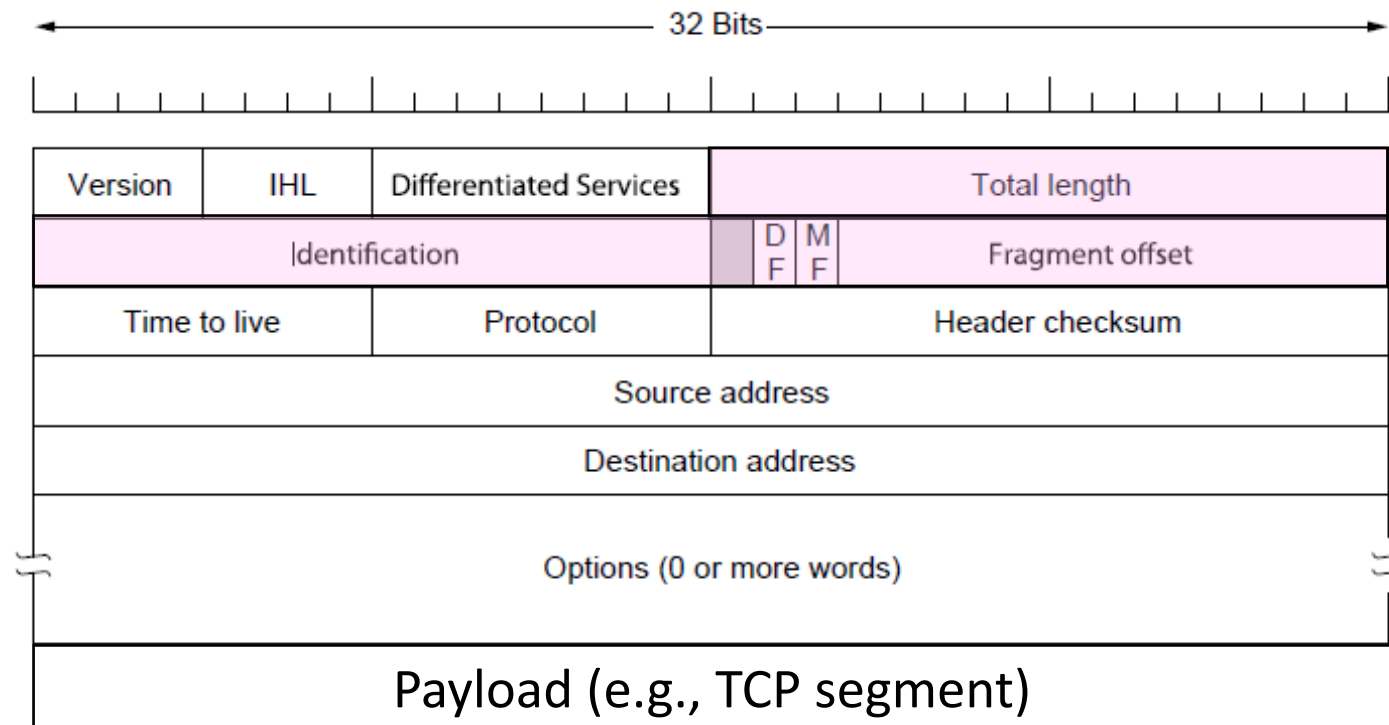 32 Bits
Version IHL Differentiated Services Total length
Identification D F M F Fragment offset
Time to live Protocol Header checksum
Source address
Destination address
Options (0 or more words)
Payload (e.g., TCP segment)